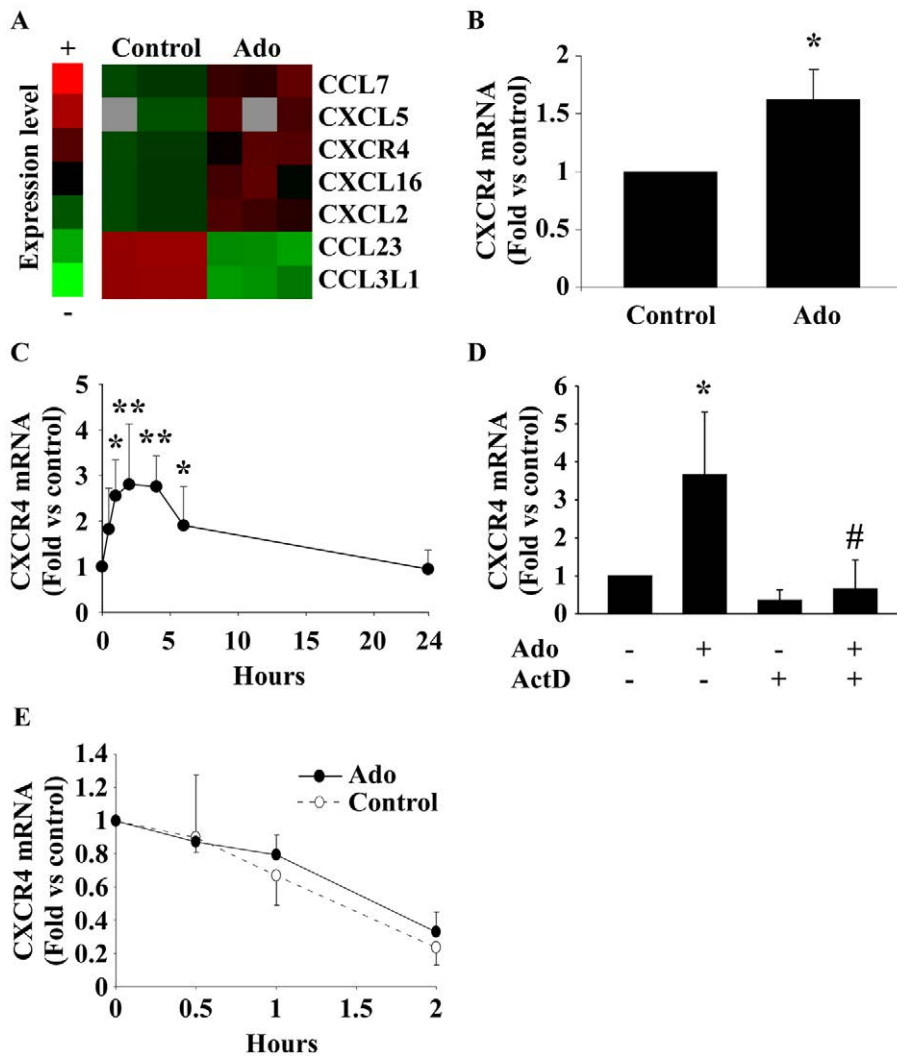 A
+
Control Ado
Expression level
-
CCL7
CXCL5
CXCR4
CXCL16
CXCL2
CCL23
CCL3L1
B
CXCR4 mRNA
(Fold vs control)
2
1.5
1
0.5
0
*
Control Ado
C
CXCR4 mRNA
(Fold vs control)
5
4
3
2
1
0
* ** ** *
0 5 10 15 20 24
Hours
D
CXCR4 mRNA
(Fold vs control)
6
5
4
3
2
1
0
* #
Ado - + - +
ActD - - + +
E
CXCR4 mRNA
(Fold vs control)
1.4
1.2
1
0.8
0.6
0.4
0.2
0
Ado
Control
0 0.5 1 1.5 2
Hours